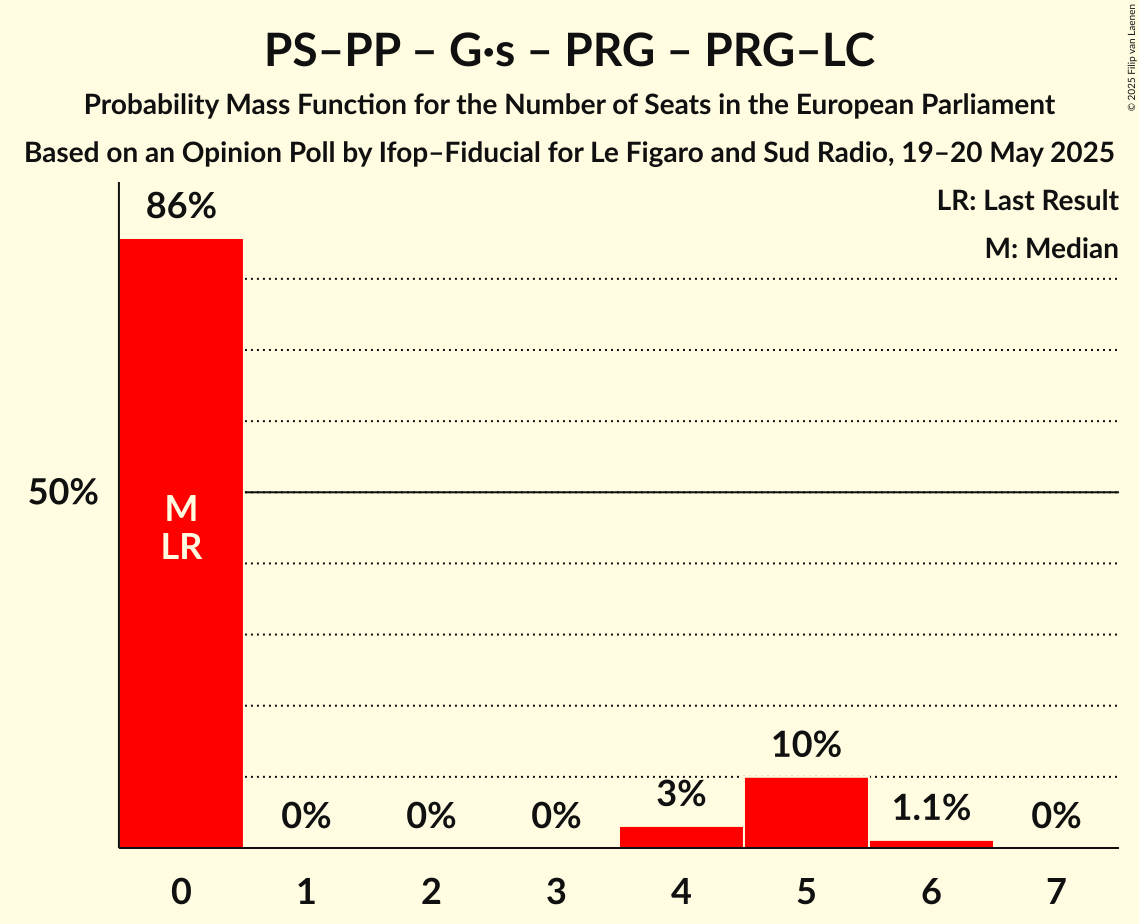 PS–PP – G·s – PRG – PRG–LC
Probability Mass Function for the Number of Seats in the European Parliament
Based on an Opinion Poll by Ifop–Fiducial for Le Figaro and Sud Radio, 19–20 May 2025
© 2025 Filip van Laenen
LR: Last Result
M: Median
86%
50%
M
LR
0%
0%
0%
3%
10%
1.1%
0%
0 1 2 3 4 5 6 7